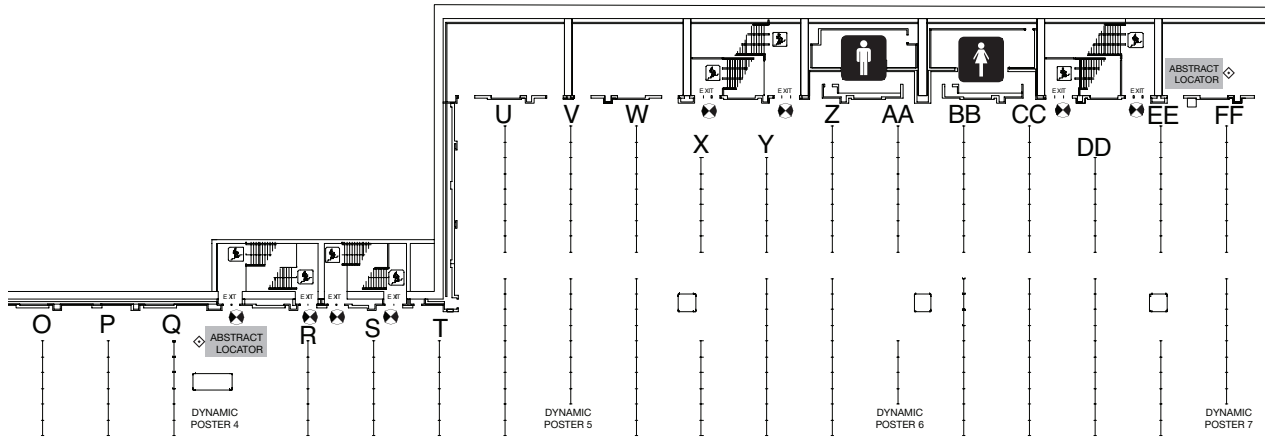 ABSTRACT
LOCATOR
EXIT EXIT EXIT EXIT
U V W Z AA BB CC EE FF
X Y DD
EXIT EXIT EXIT EXIT
O P Q R S T
ABSTRACT
LOCATOR
DYNAMIC
POSTER 4
DYNAMIC
POSTER 5
DYNAMIC
POSTER 6
DYNAMIC
POSTER 7